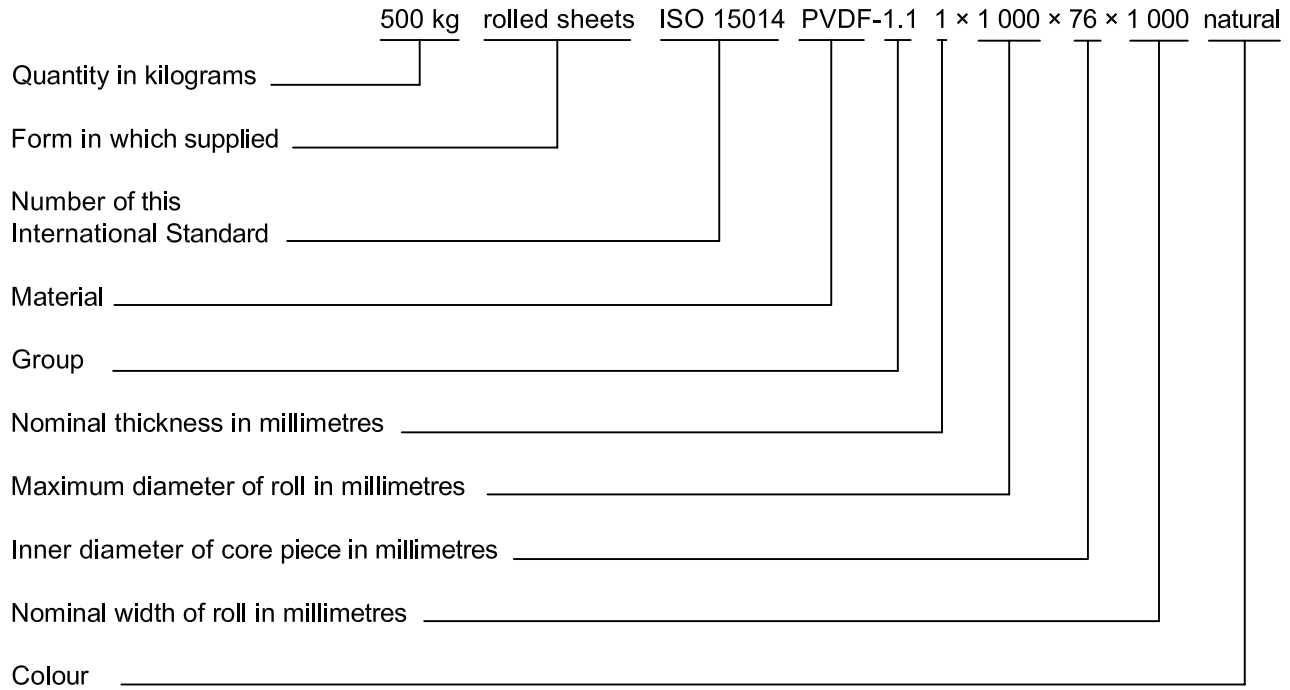 500 kg rolled sheets ISO 15014 PVDF-1.1 1 × 1 000 × 76 × 1 000 natural
Quantity in kilograms
Form in which supplied
Number of this
International Standard
Material
Group
Nominal thickness in millimetres
Maximum diameter of roll in millimetres
Inner diameter of core piece in millimetres
Nominal width of roll in millimetres
Colour